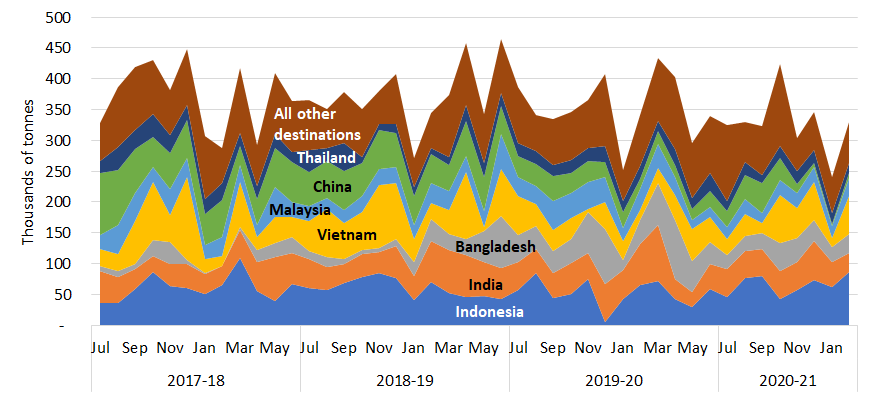 Thousands of tonnes
500
450
400
350
300
250
200
150
100
50
-
All other
destinations
Thailand
China
Malaysia
Vietnam
Bangladesh
India
Indonesia
Jul Sep Nov Jan Mar May Jul Sep Nov Jan Mar May Jul Sep Nov Jan Mar May Jul Sep Nov Jan
2017-18 2018-19 2019-20 2020-21